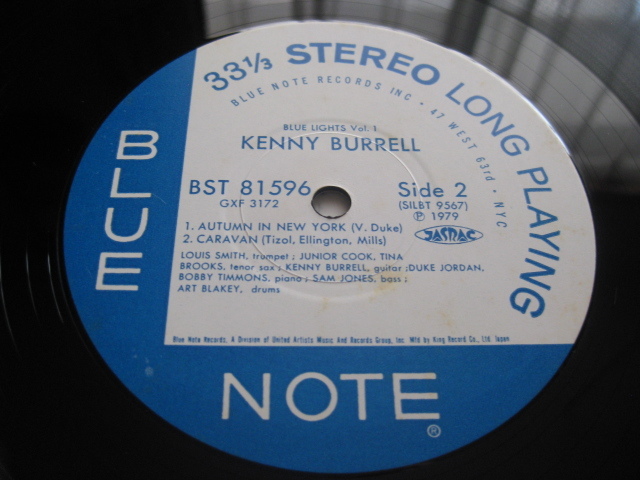 33 1/3 STEREO LONG PLAYING
BLUE NOTE RECORDS INC • 47 WEST 63rd • NYC
BLUE LIGHTS Vol. 1
KENNY BURRELL
BST 81596 Side 2
GXF 3172 (SILBT 9567)
℗ 1979
1. AUTUMN IN NEW YORK (V. Duke)
2. CARAVAN (Tizol, Ellington, Mills)
JASRAC
LOUIS SMITH, trumpet ; JUNIOR COOK, TINA
BROOKS, tenor sax ; KENNY BURRELL, guitar ; DUKE JORDAN,
BOBBY TIMMONS, piano ; SAM JONES, bass ;
ART BLAKEY, drums
Blue Note Records, A Division of United Artists Music And Records Group, Inc. Mfd by King Record Co., Ltd. Japan
BLUE
NOTE®